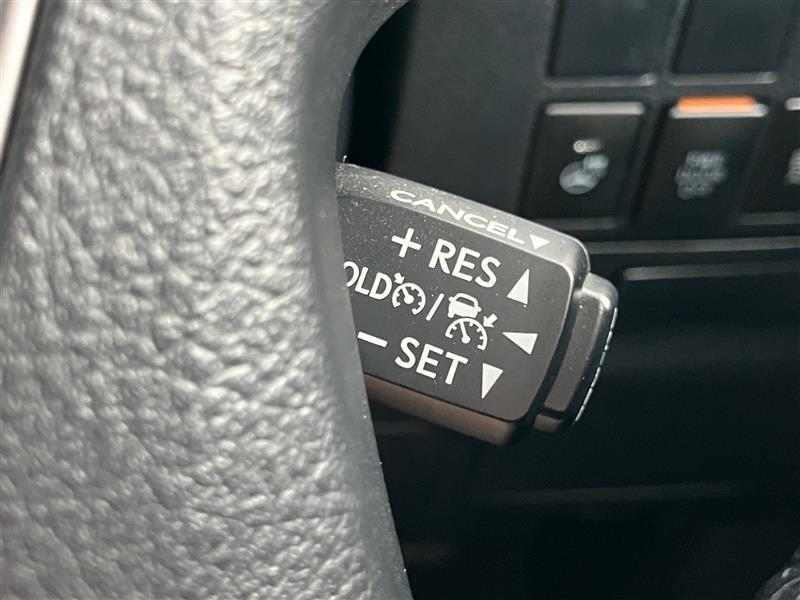 CANCEL
+ RES
OLD /
- SET